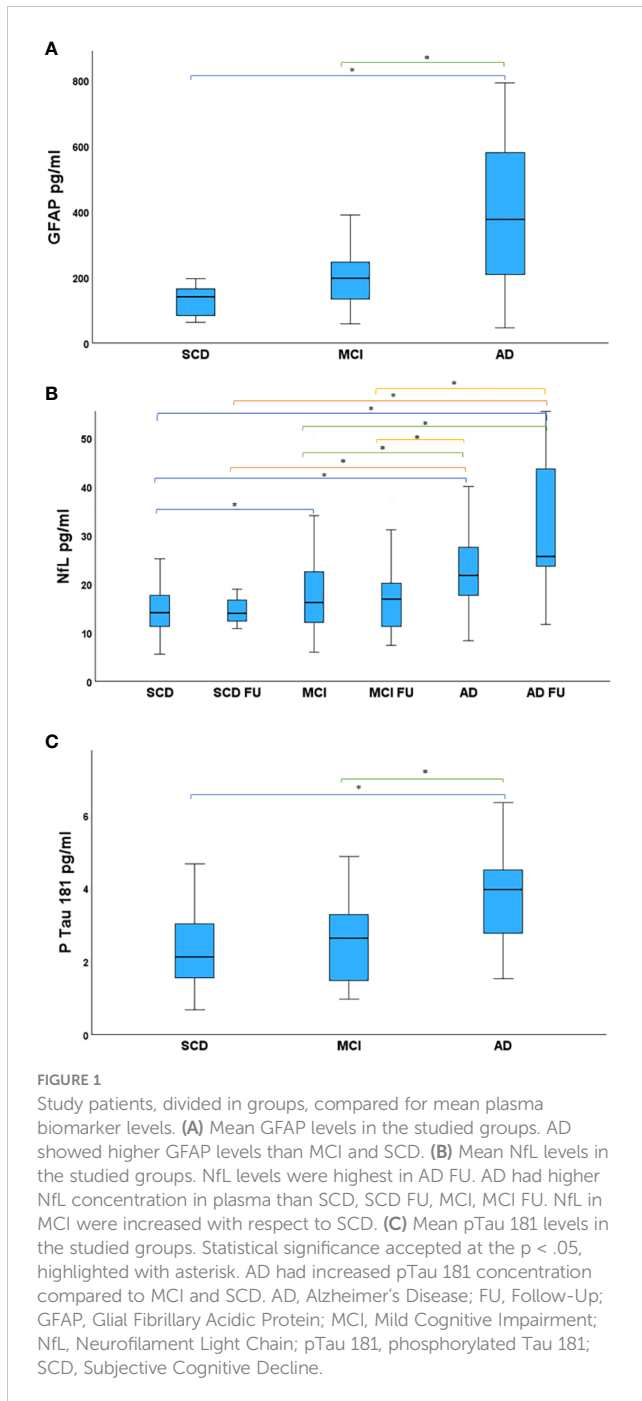 A
GFAP pg/ml
800
600
400
200
0
*
*
SCD MCI AD
B
NfL pg/ml
50
40
30
20
10
0
*
*
*
*
*
*
*
*
*
SCD SCD FU MCI MCI FU AD AD FU
C
P Tau 181 pg/ml
6
4
2
0
*
*
SCD MCI AD
FIGURE 1
Study patients, divided in groups, compared for mean plasma
biomarker levels. (A) Mean GFAP levels in the studied groups. AD
showed higher GFAP levels than MCI and SCD. (B) Mean NfL levels in
the studied groups. NfL levels were highest in AD FU. AD had higher
NfL concentration in plasma than SCD, SCD FU, MCI, MCI FU. NfL in
MCI were increased with respect to SCD. (C) Mean pTau 181 levels in
the studied groups. Statistical significance accepted at the p < .05,
highlighted with asterisk. AD had increased pTau 181 concentration
compared to MCI and SCD. AD, Alzheimer's Disease; FU, Follow-Up;
GFAP, Glial Fibrillary Acidic Protein; MCI, Mild Cognitive Impairment;
NfL, Neurofilament Light Chain; pTau 181, phosphorylated Tau 181;
SCD, Subjective Cognitive Decline.